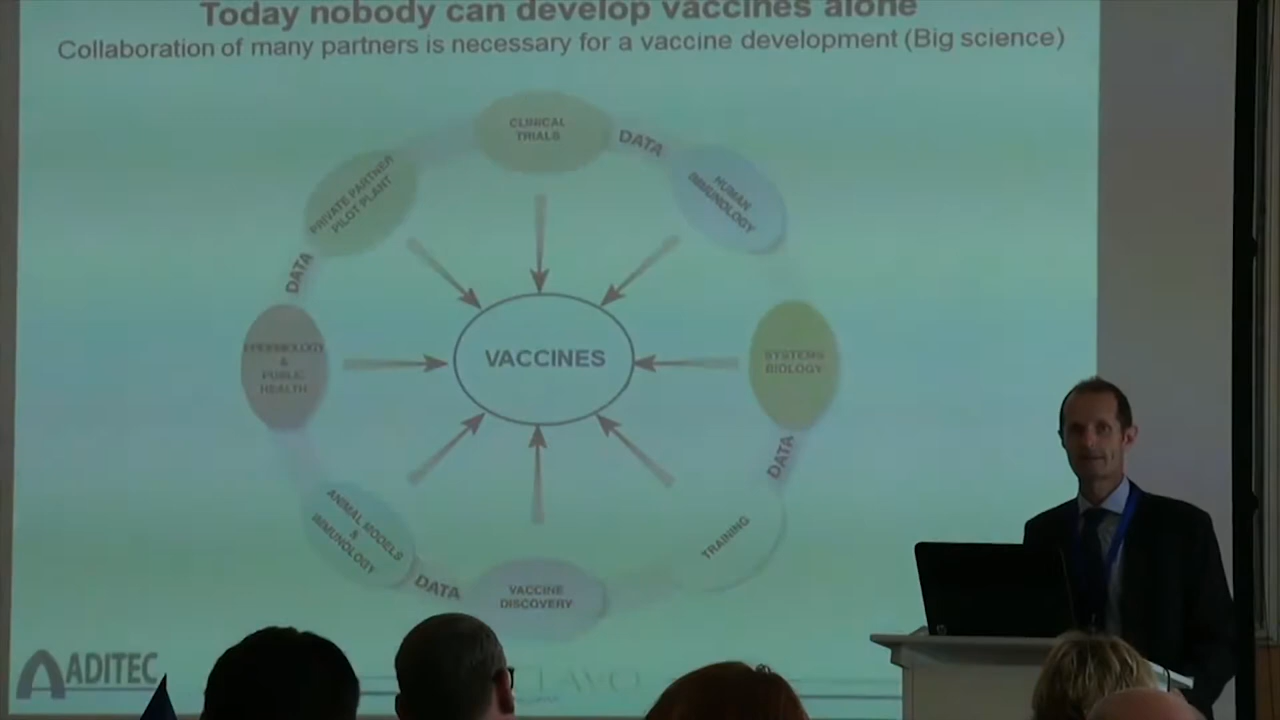 Today nobody can develop vaccines alone
Collaboration of many partners is necessary for a vaccine development (Big science)
CLINICAL
TRIALS
DATA
HUMAN
IMMUNOLOGY
SYSTEMS
BIOLOGY
DATA
TRAINING
VACCINE
DISCOVERY
DATA
ANIMAL MODELS
&
IMMUNOLOGY
&
PUBLIC
HEALTH
DATA
PRIVATE PARTNER
PILOT PLANT
VACCINES
ADITEC